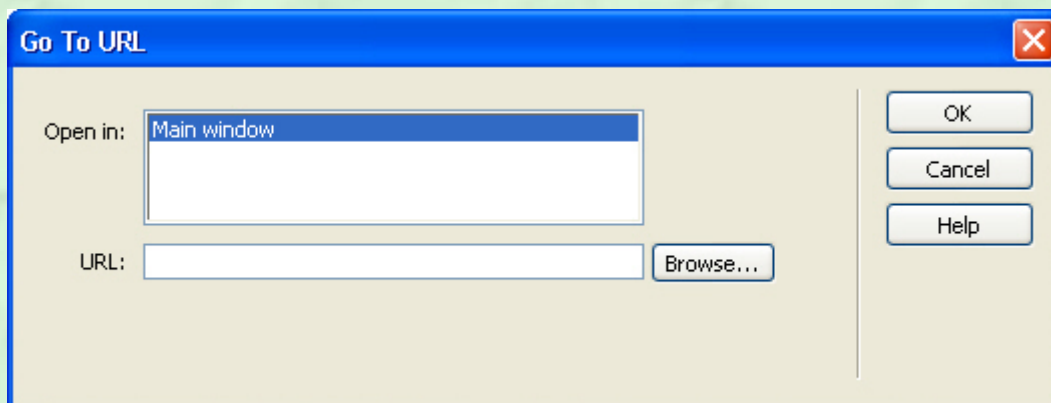 Go To URL
Open in:
Main window
URL:
Browse...
OK
Cancel
Help